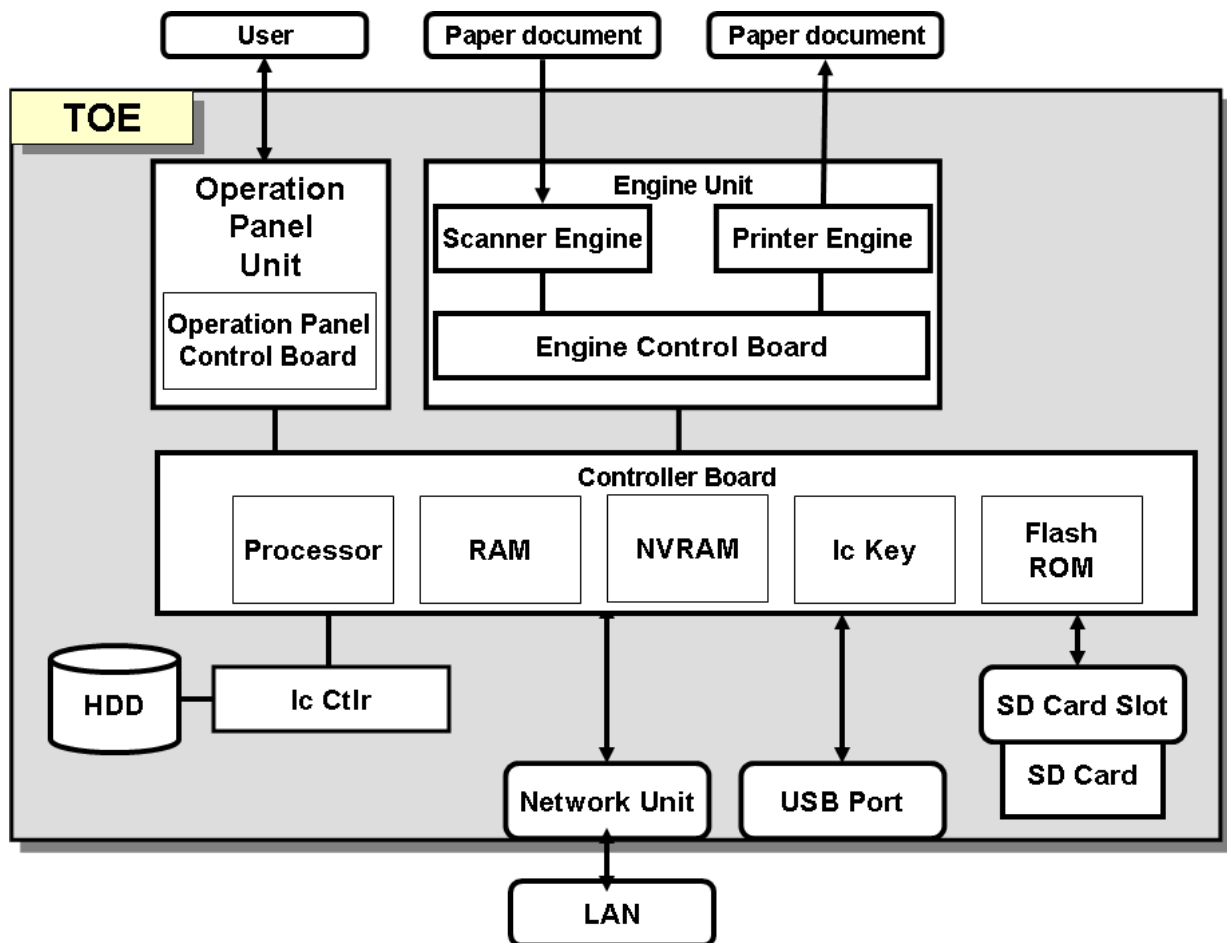 User
Paper document
Paper document
TOE
Operation
Panel
Unit
Operation Panel
Control Board
Engine Unit
Scanner Engine
Printer Engine
Engine Control Board
Controller Board
Processor
RAM
NVRAM
Ic Key
Flash
ROM
HDD
Ic Ctlr
SD Card Slot
SD Card
Network Unit
USB Port
LAN